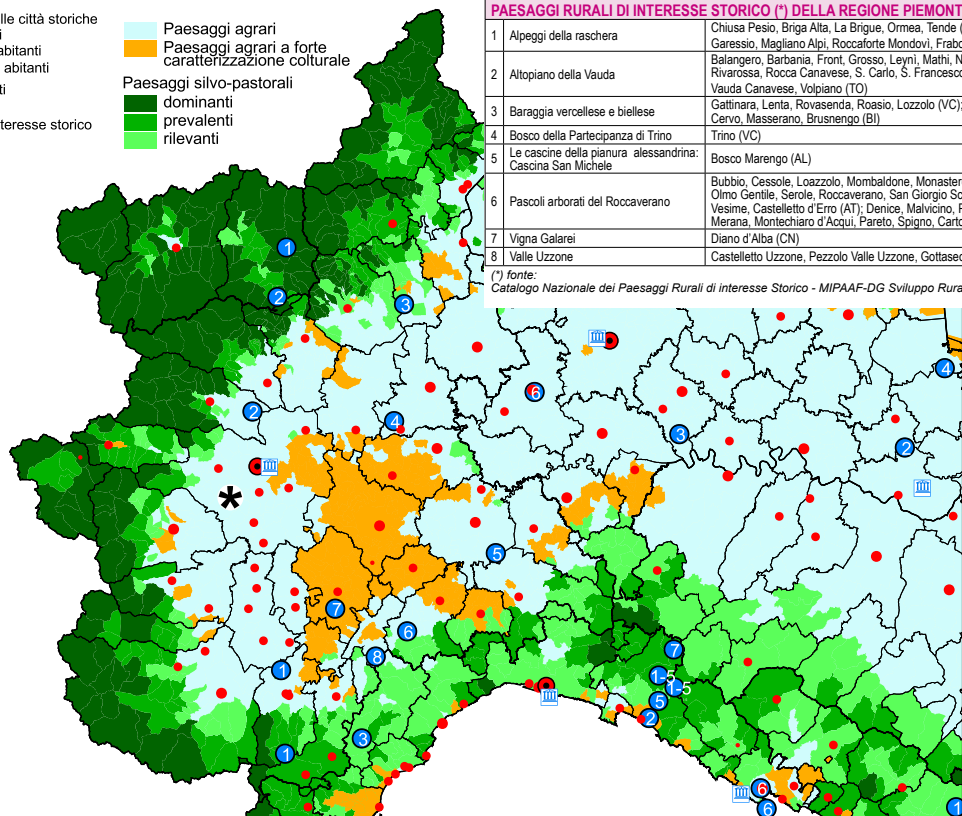 lle città storiche
abitanti
abitanti
nteresse storico
Paesaggi agrari
Paesaggi agrari a forte
caratterizzazione colturale
Paesaggi silvo-pastorali
dominanti
prevalenti
rilevanti
PAESAGGI RURALI DI INTERESSE STORICO (*) DELLA REGIONE PIEMONT
1 Alpeggi della raschera
Chiusa Pesio, Briga Alta, La Brigue, Ormea, Tende (
Garessio, Magliano Alpi, Roccaforte Mondovì, Frabo
2 Altopiano della Vauda
Balangero, Barbania, Front, Grosso, Leynì, Mathi, N
Rivarossa, Rocca Canavese, S. Carlo, S. Francesco
Vauda Canavese, Volpiano (TO)
3 Baraggia vercellese e biellese
Gattinara, Lenta, Rovasenda, Roasio, Lozzolo (VC);
Cervo, Masserano, Brusnengo (BI)
4 Bosco della Partecipanza di Trino
Trino (VC)
5 Le cascine della pianura alessandrina:
Cascina San Michele
Bosco Marengo (AL)
6 Pascoli arborati del Roccaverano
Bubbio, Cessole, Loazzolo, Mombaldone, Monaster
Olmo Gentile, Serole, Roccaverano, San Giorgio Sc
Vesime, Castelletto d'Erro (AT); Denice, Malvicino, P
Merana, Montechiaro d'Acqui, Pareto, Spigno, Carto
7 Vigna Galarei
Diano d'Alba (CN)
8 Valle Uzzone
Castelletto Uzzone, Pezzolo Valle Uzzone, Gottasec
(*) fonte:
Catalogo Nazionale dei Paesaggi Rurali di interesse Storico - MIPAAF-DG Sviluppo Rura
1
2
3
4
6
2
4
3
2
*
5
7
6
8
7
1
1-5
1-5
5
2
3
1
6
6
1